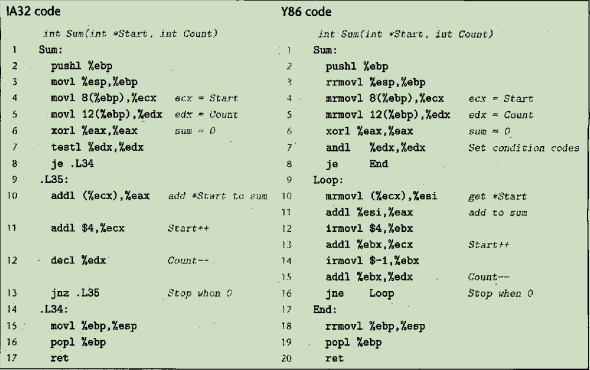 IA32 code
int Sum(int *Start, int Count)
1 Sum:
2 pushl %ebp
3 movl %esp,%ebp
4 movl 8(%ebp),%ecx ecx = Start
5 movl 12(%ebp),%edx edx = Count
6 xorl %eax,%eax sum = 0
7 testl %edx,%edx
8 je .L34
9 .L35:
10 addl (%ecx),%eax add *Start to sum
11 addl $4,%ecx Start++
12 decl %edx Count--
13 jnz .L35 Stop when 0
14 .L34:
15 movl %ebp,%esp
16 popl %ebp
17 ret
Y86 code
int Sum(int *Start, int Count)
1 Sum:
2 pushl %ebp
3 rrmovl %esp,%ebp
4 mrmovl 8(%ebp),%ecx ecx = Start
5 mrmovl 12(%ebp),%edx edx = Count
6 xorl %eax,%eax sum = 0
7 andl %edx,%edx Set condition codes
8 je End
9 Loop:
10 mrmovl (%ecx),%esi get *Start
11 addl %esi,%eax add to sum
12 irmovl $4,%ebx
13 addl %ebx,%ecx Start++
14 irmovl $-1,%ebx
15 addl %ebx,%edx Count--
16 jne Loop Stop when 0
17 End:
18 rrmovl %ebp,%esp
19 popl %ebp
20 ret